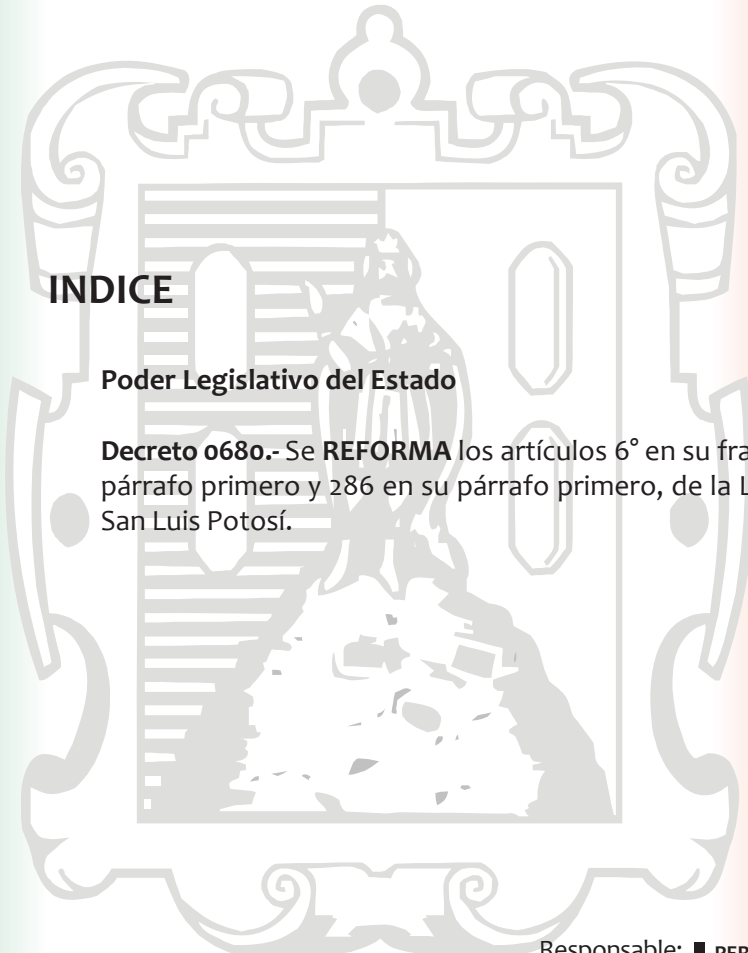 INDICE
Poder Legislativo del Estado
Decreto 0680.- Se REFORMA los artículos 6° en su
párrafo primero y 286 en su párrafo primero, de la
San Luis Potosí.
Responsable: